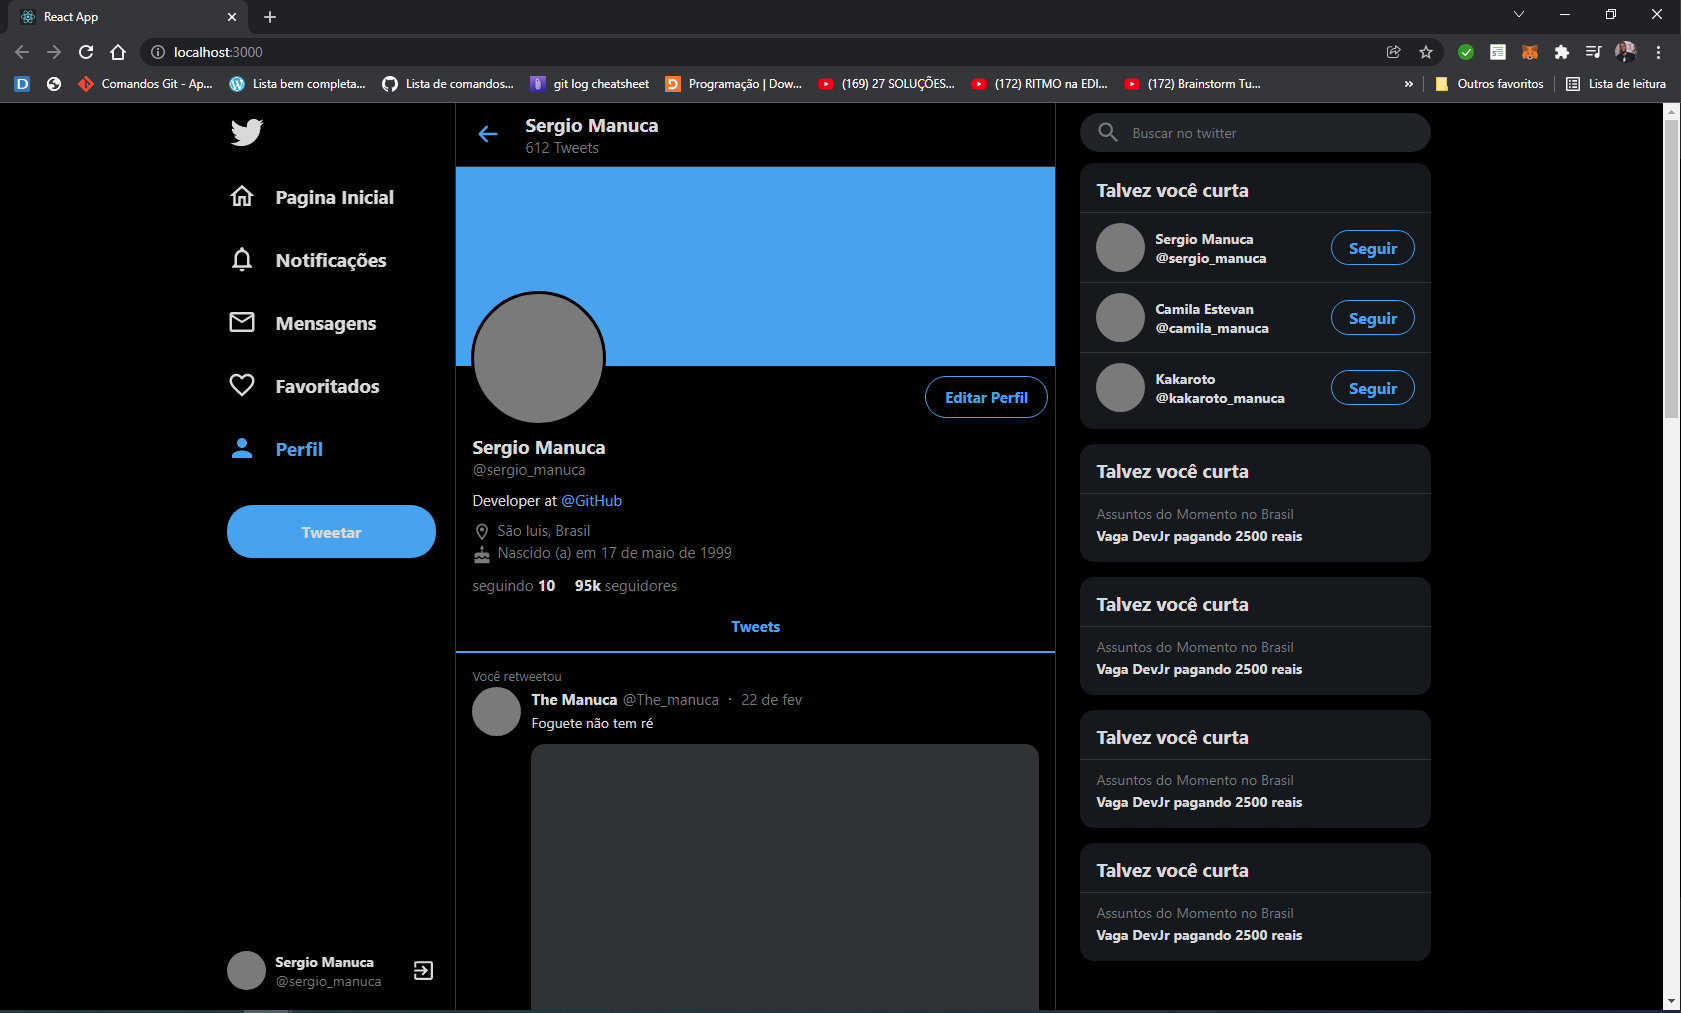 React App
localhost:3000
Comandos Git - Ap...
Lista bem completa...
Lista de comandos...
git log cheatsheet
Programação | Dow...
(169) 27 SOLUÇÕES...
(172) RITMO na EDI...
(172) Brainstorm Tu...
»
Outros favoritos
Lista de leitura
Pagina Inicial
Notificações
Mensagens
Favoritados
Perfil
Tweetar
Sergio Manuca
@sergio_manuca
Sergio Manuca
612 Tweets
Editar Perfil
Sergio Manuca
@sergio_manuca
Developer at @GitHub
São luis, Brasil
Nascido (a) em 17 de maio de 1999
seguindo 10 95k seguidores
Tweets
Você retweetou
The Manuca @The_manuca · 22 de fev
Foguete não tem ré
Buscar no twitter
Talvez você curta
Sergio Manuca
@sergio_manuca
Seguir
Camila Estevan
@camila_manuca
Seguir
Kakaroto
@kakaroto_manuca
Seguir
Talvez você curta
Assuntos do Momento no Brasil
Vaga DevJr pagando 2500 reais
Talvez você curta
Assuntos do Momento no Brasil
Vaga DevJr pagando 2500 reais
Talvez você curta
Assuntos do Momento no Brasil
Vaga DevJr pagando 2500 reais
Talvez você curta
Assuntos do Momento no Brasil
Vaga DevJr pagando 2500 reais